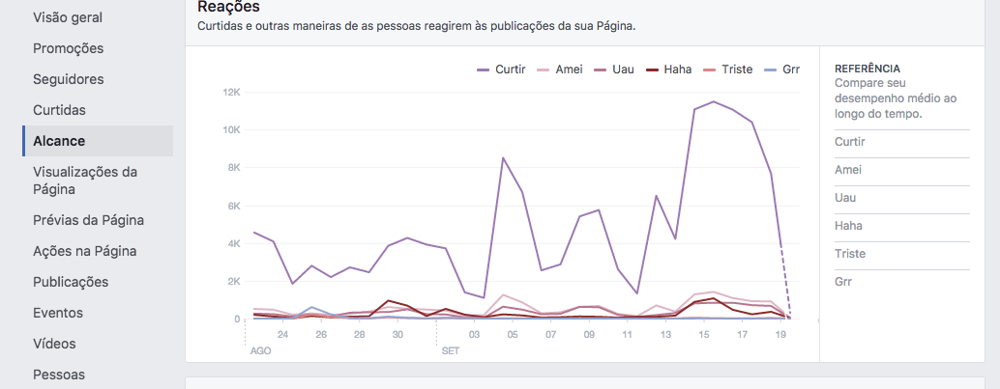 Visão geral
Promoções
Seguidores
Curtidas
Alcance
Visualizações da
Página
Prévias da Página
Ações na Página
Publicações
Eventos
Vídeos
Pessoas
Reações
Curtidas e outras maneiras de as pessoas reagirem às publicações da sua Página.
Curtir Amei Uau Haha Triste Grr
12K
10K
8K
6K
4K
2K
0
24 26 28 30 03 05 07 09 11 13 15 17 19
AGO SET
REFERÊNCIA
Compare seu
desempenho médio ao
longo do tempo.
Curtir
Amei
Uau
Haha
Triste
Grr